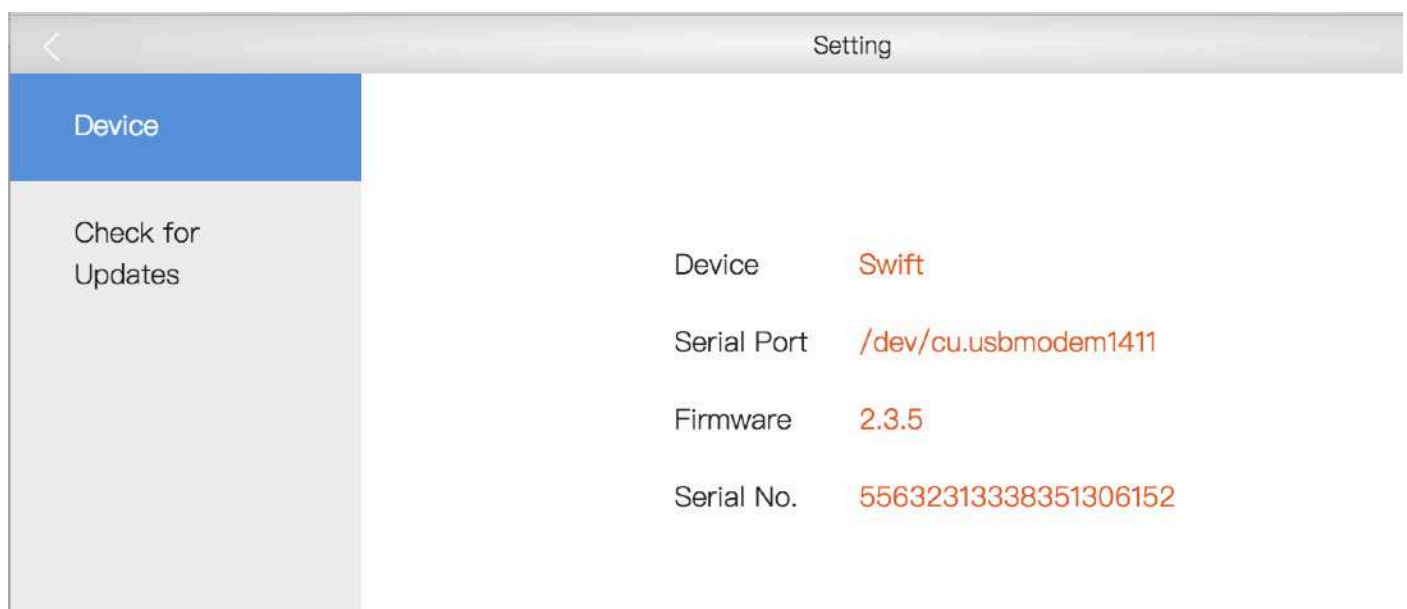 Setting
Device
Check for
Updates
Device Swift
Serial Port /dev/cu.usbmodem1411
Firmware 2.3.5
Serial No. 55632313338351306152